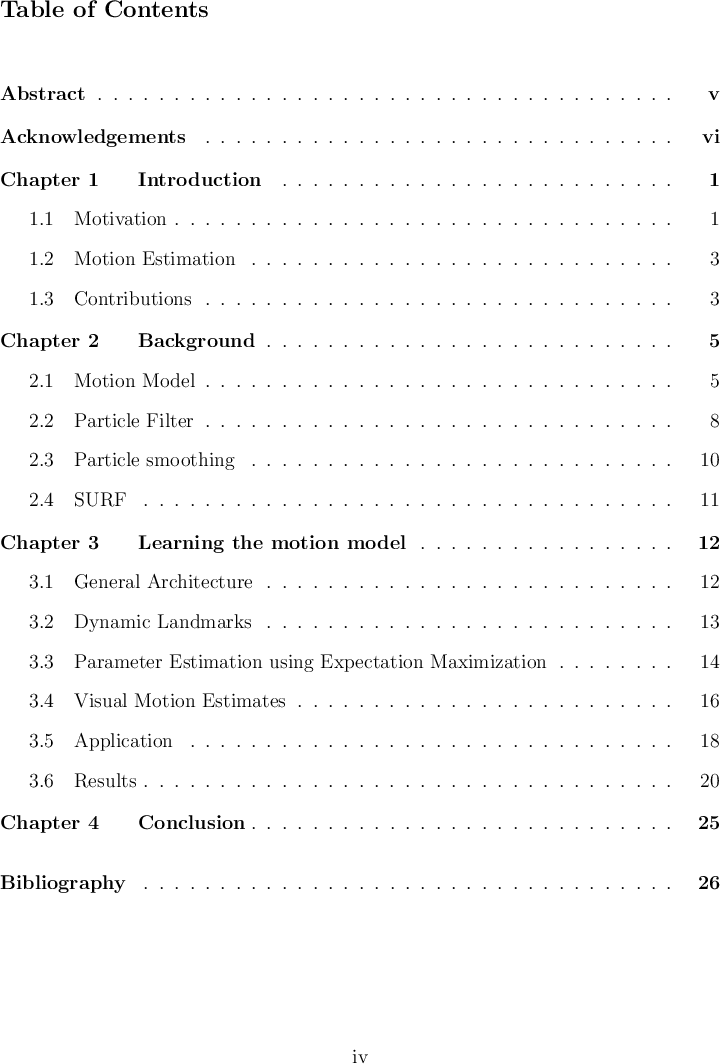 Table of Contents
Abstract . . . . . . . . . . . . . . . . . . . . . . . . . . . . . . . . . . . . . . v
Acknowledgements . . . . . . . . . . . . . . . . . . . . . . . . . . . . . . . vi
Chapter 1 Introduction . . . . . . . . . . . . . . . . . . . . . . . . . . 1
1.1 Motivation . . . . . . . . . . . . . . . . . . . . . . . . . . . . . . . . . 1
1.2 Motion Estimation . . . . . . . . . . . . . . . . . . . . . . . . . . . . 3
1.3 Contributions . . . . . . . . . . . . . . . . . . . . . . . . . . . . . . . 3
Chapter 2 Background . . . . . . . . . . . . . . . . . . . . . . . . . . . 5
2.1 Motion Model . . . . . . . . . . . . . . . . . . . . . . . . . . . . . . . 5
2.2 Particle Filter . . . . . . . . . . . . . . . . . . . . . . . . . . . . . . . 8
2.3 Particle smoothing . . . . . . . . . . . . . . . . . . . . . . . . . . . . 10
2.4 SURF . . . . . . . . . . . . . . . . . . . . . . . . . . . . . . . . . . . 11
Chapter 3 Learning the motion model . . . . . . . . . . . . . . . . . 12
3.1 General Architecture . . . . . . . . . . . . . . . . . . . . . . . . . . . 12
3.2 Dynamic Landmarks . . . . . . . . . . . . . . . . . . . . . . . . . . . 13
3.3 Parameter Estimation using Expectation Maximization . . . . . . . . 14
3.4 Visual Motion Estimates . . . . . . . . . . . . . . . . . . . . . . . . . 16
3.5 Application . . . . . . . . . . . . . . . . . . . . . . . . . . . . . . . . 18
3.6 Results . . . . . . . . . . . . . . . . . . . . . . . . . . . . . . . . . . . 20
Chapter 4 Conclusion . . . . . . . . . . . . . . . . . . . . . . . . . . . . 25
Bibliography . . . . . . . . . . . . . . . . . . . . . . . . . . . . . . . . . . . 26
iv